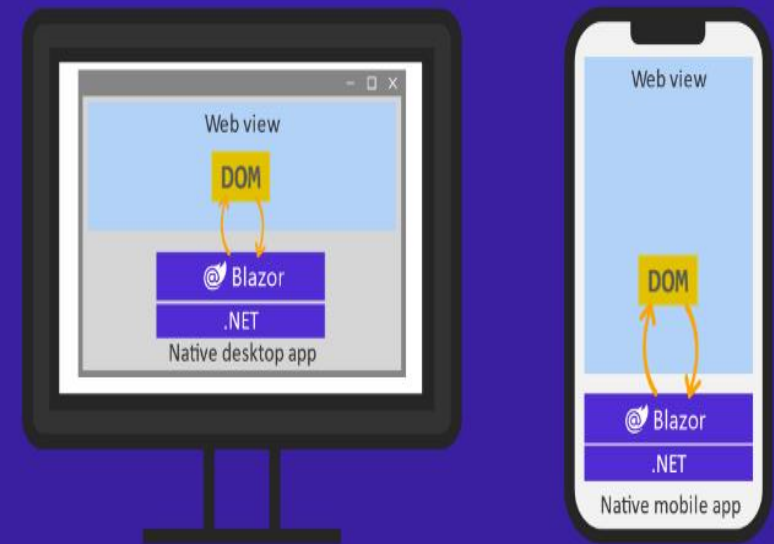 Web view
DOM
@ Blazor
.NET
Native desktop app
Web view
DOM
@ Blazor
.NET
Native mobile app